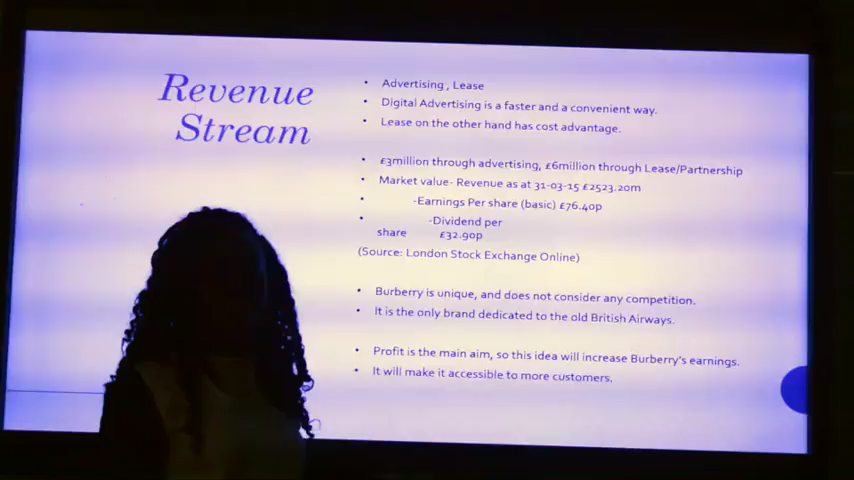 Revenue
Stream
• Advertising , Lease
• Digital Advertising is a faster and a convenient way.
• Lease on the other hand has cost advantage.
• £3million through advertising, £6million through Lease/Partnership
• Market value- Revenue as at 31-03-15 £2523.20m
• -Earnings Per share (basic) £76.40p
• -Dividend per
share £32.90p
(Source: London Stock Exchange Online)
• Burberry is unique, and does not consider any competition.
• It is the only brand dedicated to the old British Airways.
• Profit is the main aim, so this idea will increase Burberry's earnings.
• It will make it accessible to more customers.